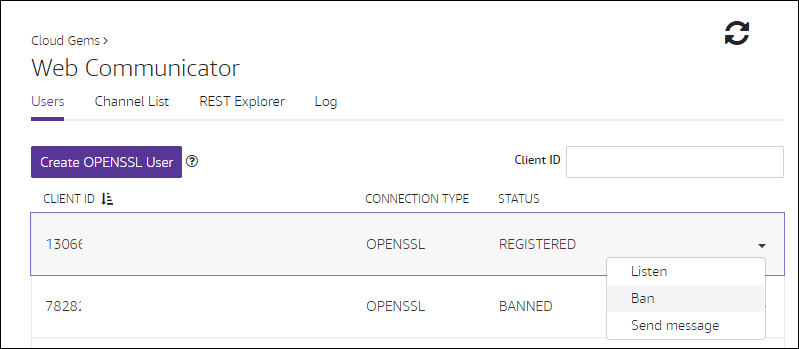 Cloud Gems >
Web Communicator
Users Channel List REST Explorer Log
Create OPENSSL User ? Client ID
CLIENT ID CONNECTION TYPE STATUS
13066 OPENSSL REGISTERED
Listen
Ban
78282 OPENSSL BANNED
Send message